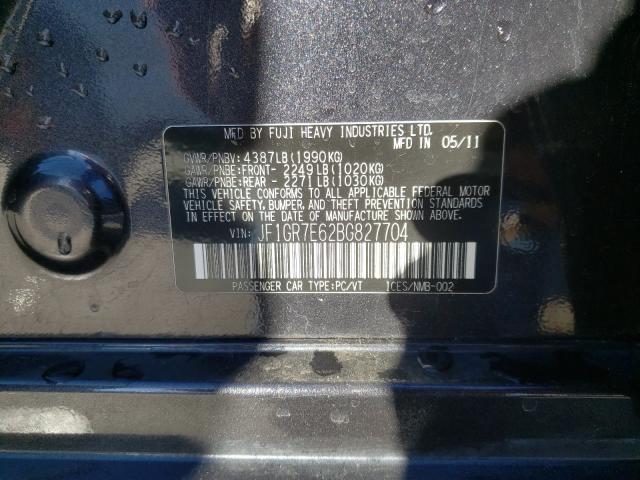 MFD BY FUJI HEAVY INDUSTRIES LTD.
MFD IN 05/11
GVWR/PNBV: 4387LB (1990KG)
GAWR/PNBE:FRONT- 2249LB (1020KG)
GAWR/PNBE:REAR - 2271LB (1030KG)
THIS VEHICLE CONFORMS TO ALL APPLICABLE FEDERAL MOTOR
VEHICLE SAFETY, BUMPER, AND THEFT PREVENTION STANDARDS
IN EFFECT ON THE DATE OF MANUFACTURE SHOWN ABOVE.
VIN: JF1GR7E62BG827704
PASSENGER CAR TYPE:PC/VT ICES/NMB-002